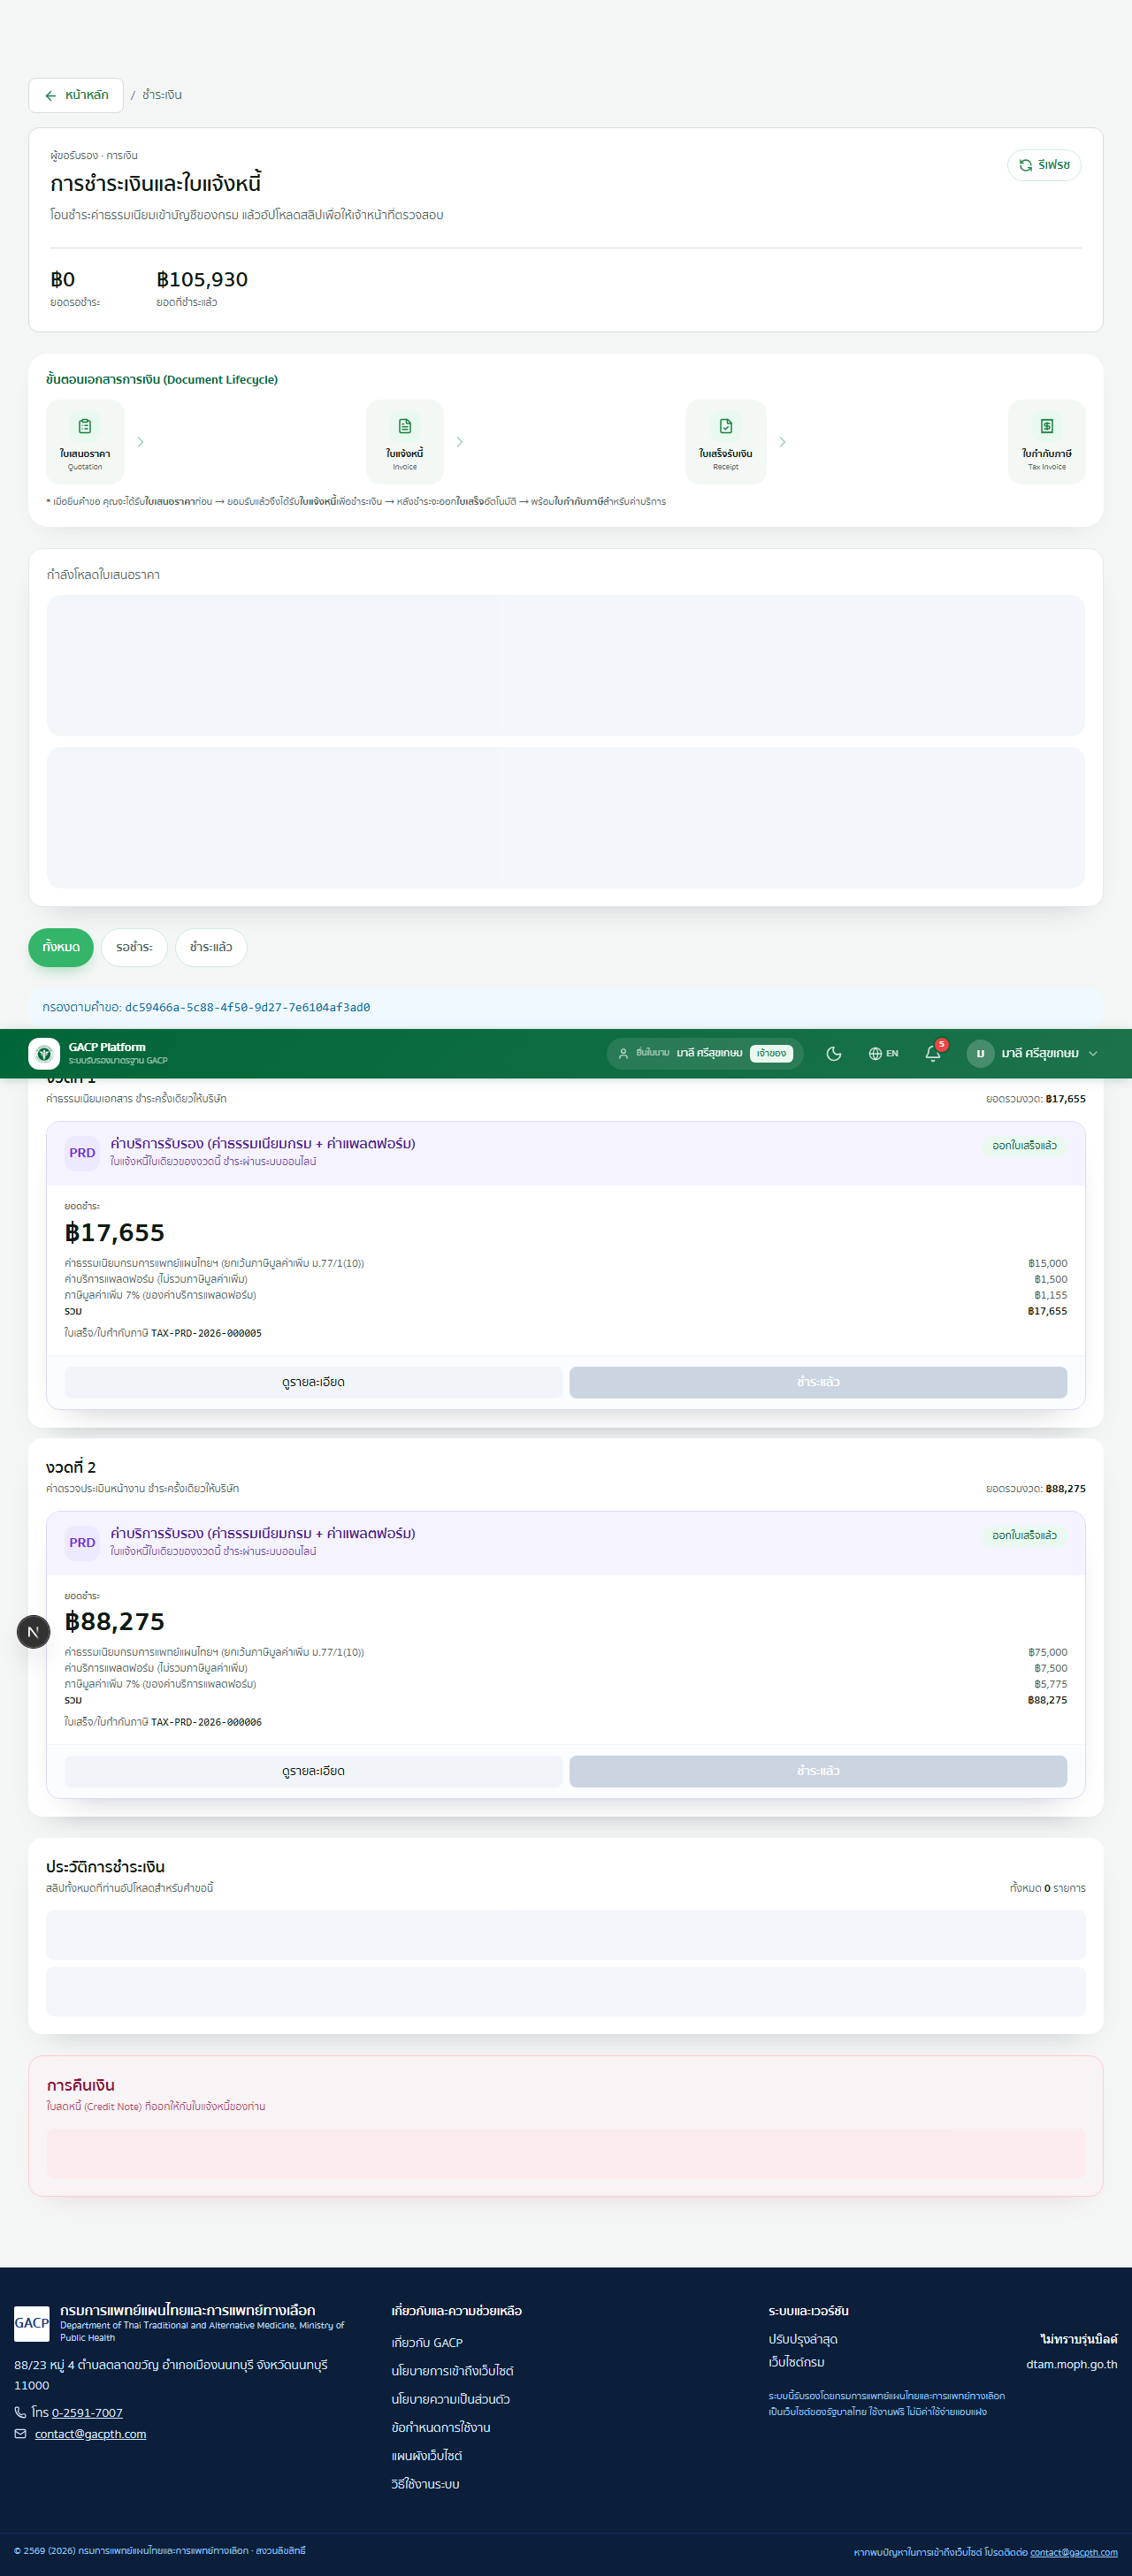 หน้าหลัก / ชำระเงิน
ผู้ขอรับรอง · การเงิน
การชำระเงินและใบแจ้งหนี้
รีเฟรช
โอนชำระค่าธรรมเนียมเข้าบัญชีของกรม แล้วอัปโหลดสลิปเพื่อให้เจ้าหน้าที่ตรวจสอบ
฿0
ยอดรอชำระ
฿105,930
ยอดที่ชำระแล้ว
ขั้นตอนเอกสารการเงิน (Document Lifecycle)
ใบเสนอราคา
Quotation
ใบแจ้งหนี้
Invoice
ใบเสร็จรับเงิน
Receipt
ใบกำกับภาษี
Tax Invoice
* เมื่อยื่นคำขอ คุณจะได้รับใบเสนอราคาก่อน → ยอมรับแล้วจึงได้รับใบแจ้งหนี้เพื่อชำระเงิน → หลังชำระจะออกใบเสร็จอัตโนมัติ → พร้อมใบกำกับภาษีสำหรับค่าบริการ
กำลังโหลดใบเสนอราคา
ทั้งหมด
รอชำระ
ชำระแล้ว
กรองตามคำขอ: dc59466a-5c88-4f50-9d27-7e6104af3ad0
GACP Platform
ระบบรับรองมาตรฐาน GACP
ยื่นในนาม มาลี ศรีสุขเกษม เจ้าของ
EN
5
ม
มาลี ศรีสุขเกษม
งวดที่ 1
ค่าธรรมเนียมเอกสาร ชำระครั้งเดียวให้บริษัท
ยอดรวมงวด: ฿17,655
PRD
ค่าบริการรับรอง (ค่าธรรมเนียมกรม + ค่าแพลตฟอร์ม)
ใบแจ้งหนี้ใบเดียวของงวดนี้ ชำระผ่านระบบออนไลน์
ออกใบเสร็จแล้ว
ยอดชำระ
฿17,655
ค่าธรรมเนียมกรมการแพทย์แผนไทยฯ (ยกเว้นภาษีมูลค่าเพิ่ม ม.77/1(10)) ฿15,000
ค่าบริการแพลตฟอร์ม (ไม่รวมภาษีมูลค่าเพิ่ม) ฿1,500
ภาษีมูลค่าเพิ่ม 7% (ของค่าบริการแพลตฟอร์ม) ฿1,155
รวม ฿17,655
ใบเสร็จ/ใบกำกับภาษี TAX-PRD-2026-000005
ดูรายละเอียด
ชำระแล้ว
งวดที่ 2
ค่าตรวจประเมินหน้างาน ชำระครั้งเดียวให้บริษัท
ยอดรวมงวด: ฿88,275
PRD
ค่าบริการรับรอง (ค่าธรรมเนียมกรม + ค่าแพลตฟอร์ม)
ใบแจ้งหนี้ใบเดียวของงวดนี้ ชำระผ่านระบบออนไลน์
ออกใบเสร็จแล้ว
ยอดชำระ
฿88,275
N
ค่าธรรมเนียมกรมการแพทย์แผนไทยฯ (ยกเว้นภาษีมูลค่าเพิ่ม ม.77/1(10)) ฿75,000
ค่าบริการแพลตฟอร์ม (ไม่รวมภาษีมูลค่าเพิ่ม) ฿7,500
ภาษีมูลค่าเพิ่ม 7% (ของค่าบริการแพลตฟอร์ม) ฿5,775
รวม ฿88,275
ใบเสร็จ/ใบกำกับภาษี TAX-PRD-2026-000006
ดูรายละเอียด
ชำระแล้ว
ประวัติการชำระเงิน
สลิปทั้งหมดที่ท่านอัปโหลดสำหรับคำขอนี้
ทั้งหมด 0 รายการ
การคืนเงิน
ใบลดหนี้ (Credit Note) ที่ออกให้กับใบแจ้งหนี้ของท่าน
GACP
กรมการแพทย์แผนไทยและการแพทย์ทางเลือก
Department of Thai Traditional and Alternative Medicine, Ministry of
Public Health
88/23 หมู่ 4 ตำบลตลาดขวัญ อำเภอเมืองนนทบุรี จังหวัดนนทบุรี
11000
โทร 0-2591-7007
contact@gacpth.com
เกี่ยวกับและความช่วยเหลือ
เกี่ยวกับ GACP
นโยบายการเข้าถึงเว็บไซต์
นโยบายความเป็นส่วนตัว
ข้อกำหนดการใช้งาน
แผนผังเว็บไซต์
วิธีใช้งานระบบ
ระบบและเวอร์ชัน
ปรับปรุงล่าสุด ไม่ทราบรุ่นบิลด์
เว็บไซต์กรม dtam.moph.go.th
ระบบนี้รับรองโดยกรมการแพทย์แผนไทยและการแพทย์ทางเลือก
เป็นเว็บไซต์ของรัฐบาลไทย ใช้งานฟรี ไม่มีค่าใช้จ่ายแอบแฝง
© 2569 (2026) กรมการแพทย์แผนไทยและการแพทย์ทางเลือก · สงวนลิขสิทธิ์
หากพบปัญหาในการเข้าถึงเว็บไซต์ โปรดติดต่อ contact@gacpth.com